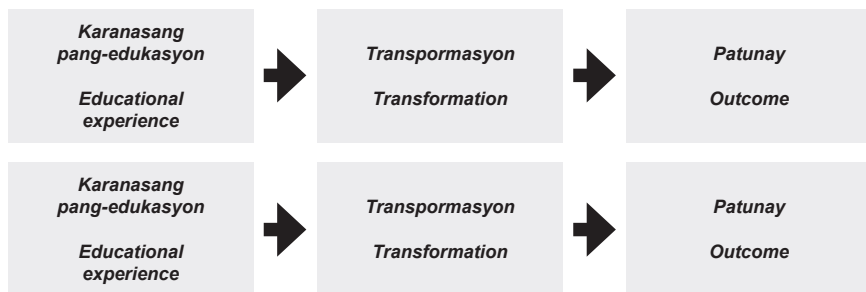 Karanasang
pang-edukasyon
Educational
experience
Transpormasyon
Transformation
Patunay
Outcome
Karanasang
pang-edukasyon
Educational
experience
Transpormasyon
Transformation
Patunay
Outcome